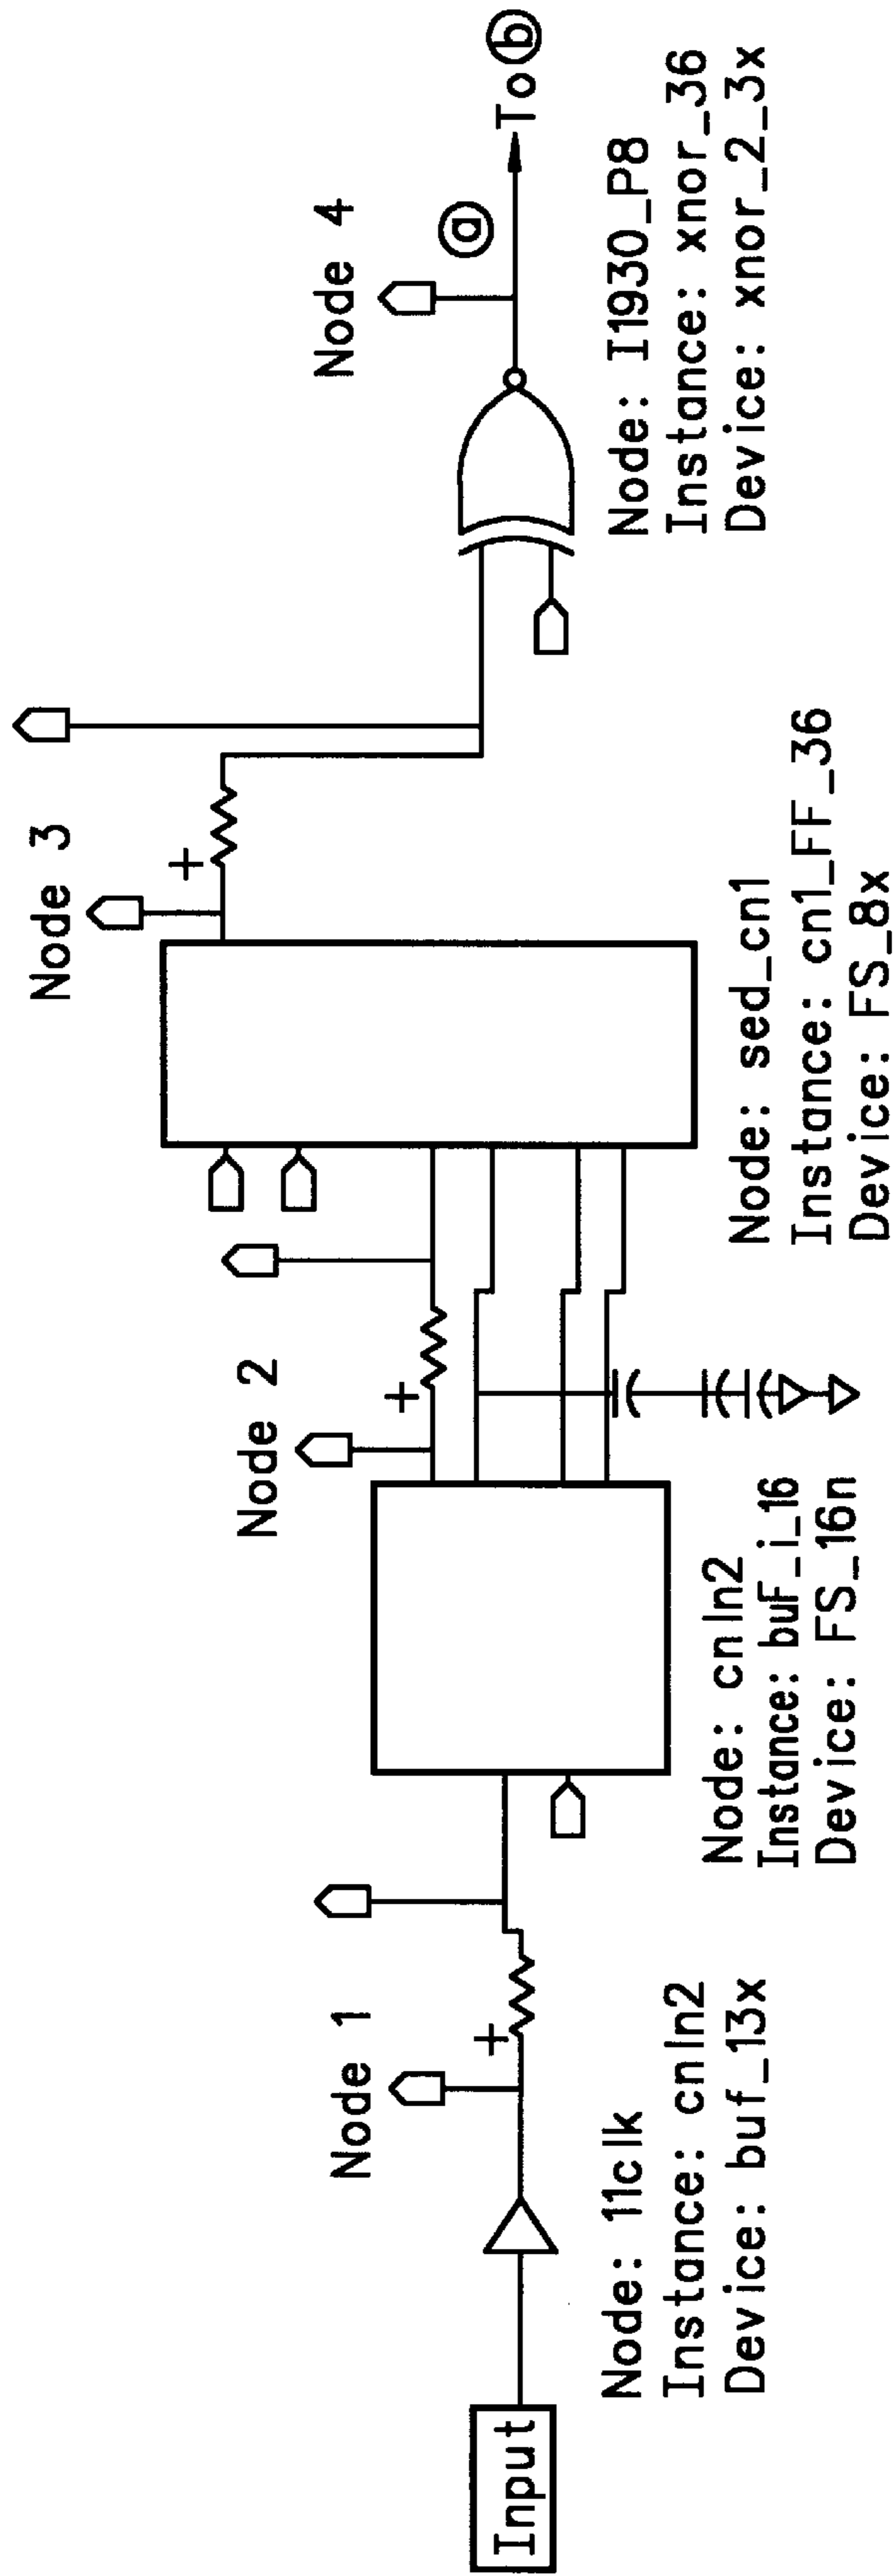 Input
Node: 11clk
Instance: cnln2
Device: buf_13x
Node 1
+
Node: cnln2
Instance: buF_i_16
Device: FS_16n
Node 2
+
Node: sed_cn1
Instance: cn1_FF_36
Device: FS_8x
Node 3
+
Node: I1930_P8
Instance: xnor_36
Device: xnor_2_3x
Node 4
a
To b